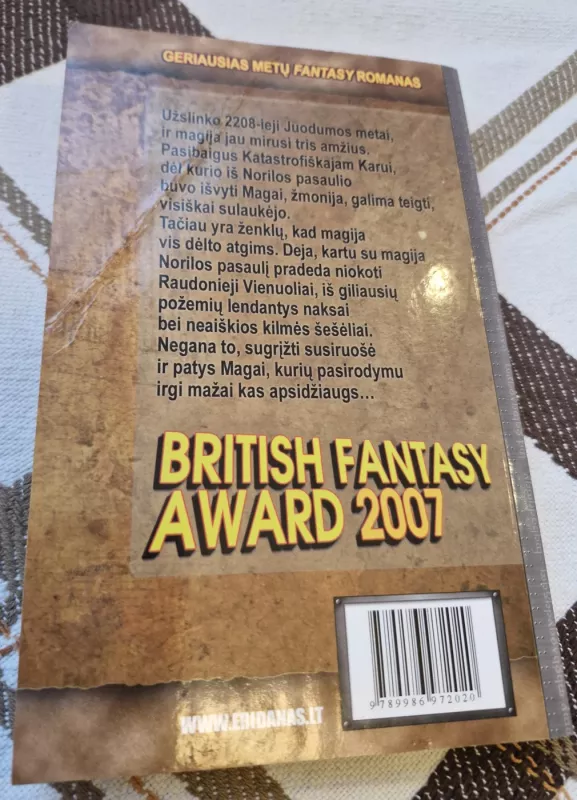 GERIAUSIAS METŲ FANTASY ROMANAS
Užslinko 2208-ieji Juodumos metai,
ir magija jau mirusi tris amžius.
Pasibaigus Katastrofiškajam Karui,
dėl kurio iš Norilos pasaulio
buvo išvyti Magai, žmonija, galima teigti,
visiškai sulaukėjo.
Tačiau yra ženklų, kad magija
vis dėlto atgims. Deja, kartu su magija
Norilos pasaulį pradeda niokoti
Raudonieji Vienuoliai, iš giliausių
požemių lendantys naksai
bei neaiškios kilmės šešėliai.
Negana to, sugrįžti susiruošė
ir patys Magai, kurių pasirodymu
irgi mažai kas apsidžiaugs...
BRITISH FANTASY
AWARD 2007
9 789986 972020
WWW.ERIDANAS.LT